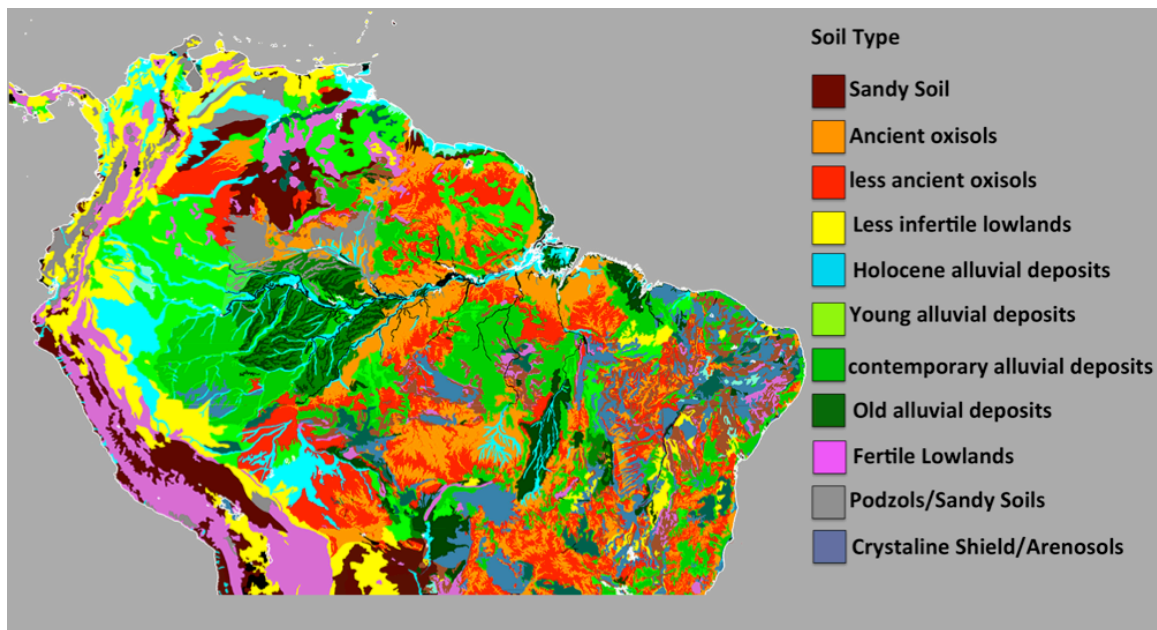 Soil Type
Sandy Soil
Ancient oxisols
less ancient oxisols
Less infertile lowlands
Holocene alluvial deposits
Young alluvial deposits
contemporary alluvial deposits
Old alluvial deposits
Fertile Lowlands
Podzols/Sandy Soils
Crystaline Shield/Arenosols